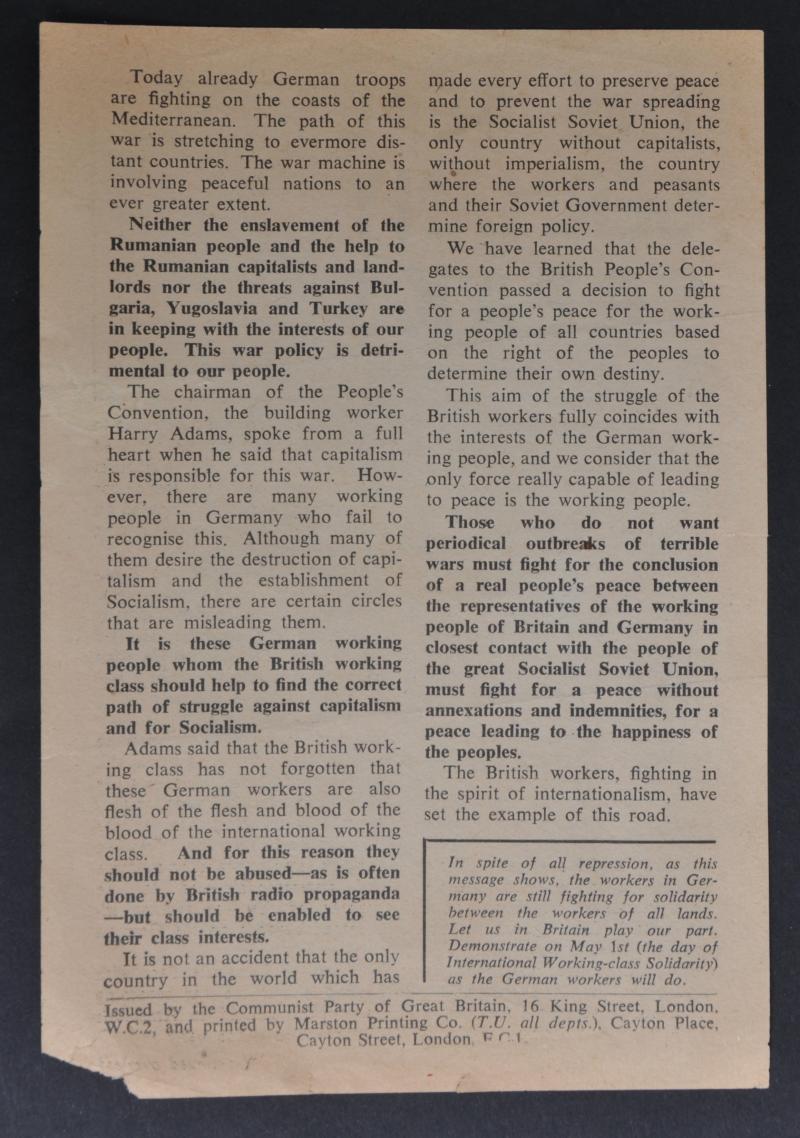 Today already German troops
are fighting on the coasts of the
Mediterranean. The path of this
war is stretching to evermore dis-
tant countries. The war machine is
involving peaceful nations to an
ever greater extent.
Neither the enslavement of the
Rumanian people and the help to
the Rumanian capitalists and land-
lords nor the threats against Bul-
garia, Yugoslavia and Turkey are
in keeping with the interests of our
people. This war policy is detri-
mental to our people.
The chairman of the People's
Convention, the building worker
Harry Adams, spoke from a full
heart when he said that capitalism
is responsible for this war. How-
ever, there are many working
people in Germany who fail to
recognise this. Although many of
them desire the destruction of capi-
talism and the establishment of
Socialism, there are certain circles
that are misleading them.
It is these German working
people whom the British working
class should help to find the correct
path of struggle against capitalism
and for Socialism.
Adams said that the British work-
ing class has not forgotten that
these German workers are also
flesh of the flesh and blood of the
blood of the international working
class. And for this reason they
should not be abused—as is often
done by British radio propaganda
—but should be enabled to see
their class interests.
It is not an accident that the only
country in the world which has
made every effort to preserve peace
and to prevent the war spreading
is the Socialist Soviet Union, the
only country without capitalists,
without imperialism, the country
where the workers and peasants
and their Soviet Government deter-
mine foreign policy.
We have learned that the dele-
gates to the British People's Con-
vention passed a decision to fight
for a people's peace for the work-
ing people of all countries based
on the right of the peoples to
determine their own destiny.
This aim of the struggle of the
British workers fully coincides with
the interests of the German work-
ing people, and we consider that the
only force really capable of leading
to peace is the working people.
Those who do not want
periodical outbreaks of terrible
wars must fight for the conclusion
of a real people's peace between
the representatives of the working
people of Britain and Germany in
closest contact with the people of
the great Socialist Soviet Union,
must fight for a peace without
annexations and indemnities, for a
peace leading to the happiness of
the peoples.
The British workers, fighting in
the spirit of internationalism, have
set the example of this road.
In spite of all repression, as this
message shows, the workers in Ger-
many are still fighting for solidarity
between the workers of all lands.
Let us in Britain play our part.
Demonstrate on May 1st (the day of
International Working-class Solidarity)
as the German workers will do.
Issued by the Communist Party of Great Britain, 16 King Street, London,
W.C.2, and printed by Marston Printing Co. (T.U. all depts.), Cayton Place,
Cayton Street, London, E.C.1.